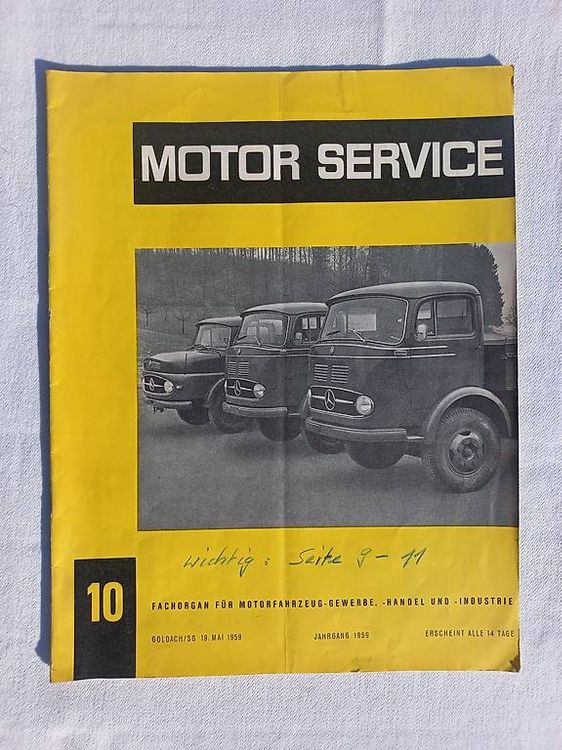 MOTOR SERVICE
wichtig: Seite 9-11
10
FACHORGAN FÜR MOTORFAHRZEUG-GEWERBE, -HANDEL UND -INDUSTRIE
GOLDACH/SG 19. MAI 1959 JAHRGANG 1959 ERSCHEINT ALLE 14 TAGE